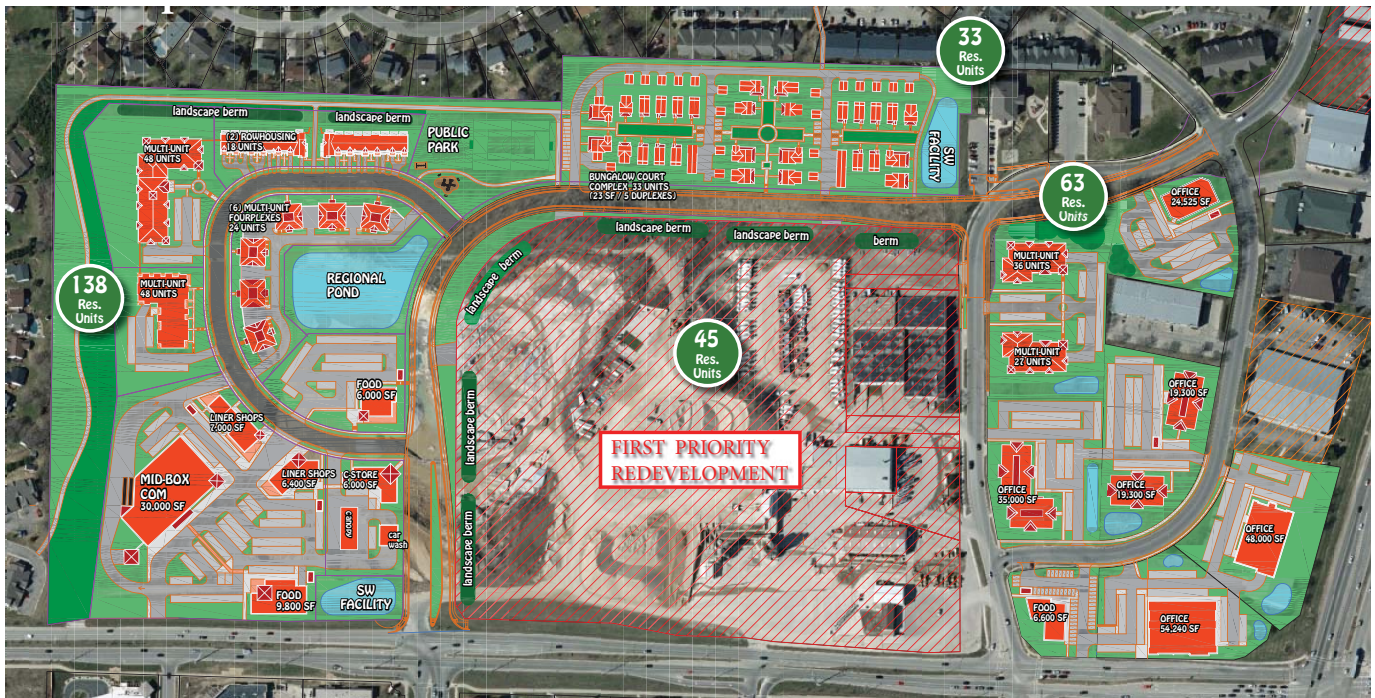 33
Res.
Units
landscape berm
landscape berm
MULTI-UNIT
48 UNITS
(2) ROWHOUSING
18 UNITS
PUBLIC
PARK
SW
FACILITY
BUNGALOW COURT
COMPLEX 33 UNITS
(23 SF / 5 DUPLEXES)
63
Res.
Units
OFFICE
24.525 SF
(6) MULTI-UNIT
FOURPLEXES
24 UNITS
landscape berm
landscape berm
berm
landscape berm
138
Res.
Units
MULTI-UNIT
48 UNITS
REGIONAL
POND
MULTI-UNIT
36 UNITS
45
Res.
Units
MULTI-UNIT
27 UNITS
FOOD
6.000 SF
OFFICE
19.300 SF
LINER SHOPS
7.000 SF
landscape berm
FIRST PRIORITY
REDEVELOPMENT
MID-BOX
COM
30.000 SF
LINER SHOPS
6.400 SF
C-STORE
6.000 SF
OFFICE
35.000 SF
OFFICE
19.300 SF
Canopy
car
wash
landscape berm
OFFICE
48.000 SF
FOOD
9.800 SF
SW
FACILITY
FOOD
6.600 SF
OFFICE
54.240 SF